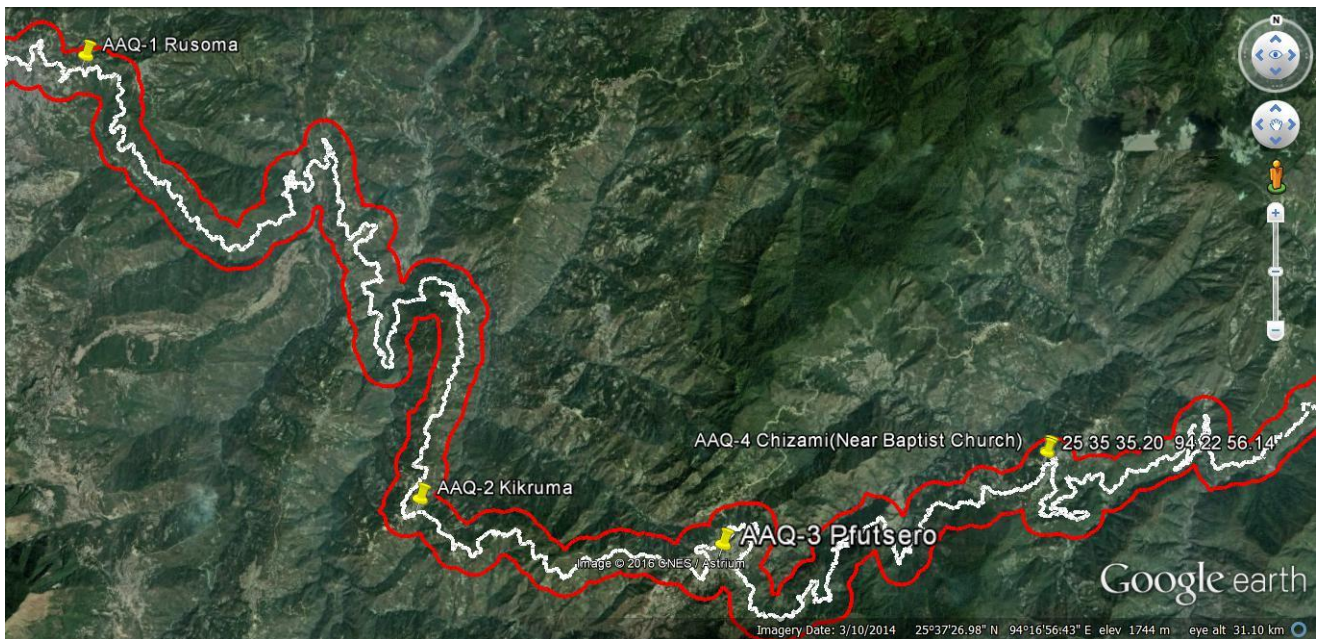 N
AAQ-1 Rusoma
AAQ-4 Chizami(Near Baptist Church)
25 35 35.20 94 22 56.14
AAQ-2 Kikruma
AAQ-3 Pfutsero
Image © 2016 CNES / Astrium
Google earth
Imagery Date: 3/10/2014 25°37'26.98" N 94°16'56.43" E elev 1744 m eye alt 31.10 km